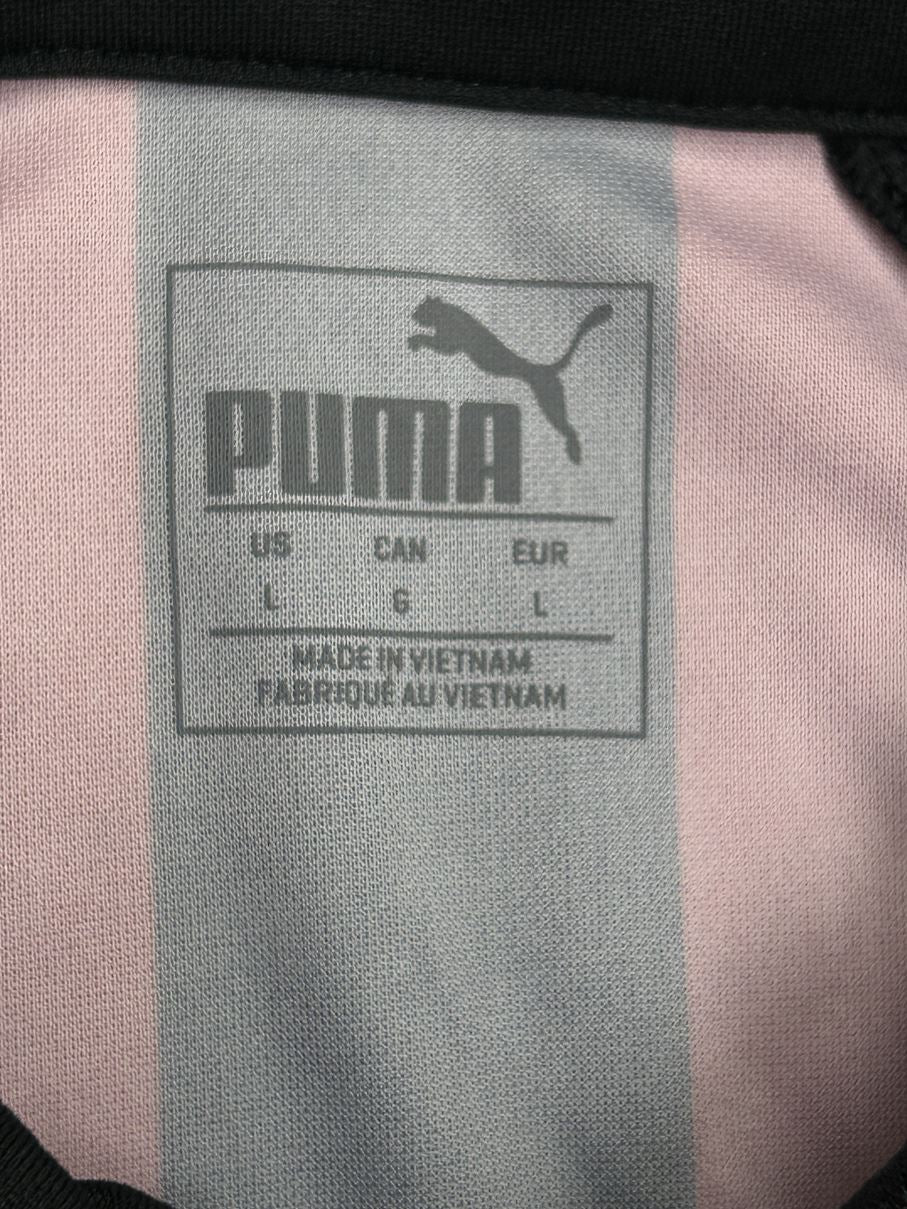 PUMA
US CAN EUR
L G L
MADE IN VIETNAM
FABRIQUÉ AU VIETNAM